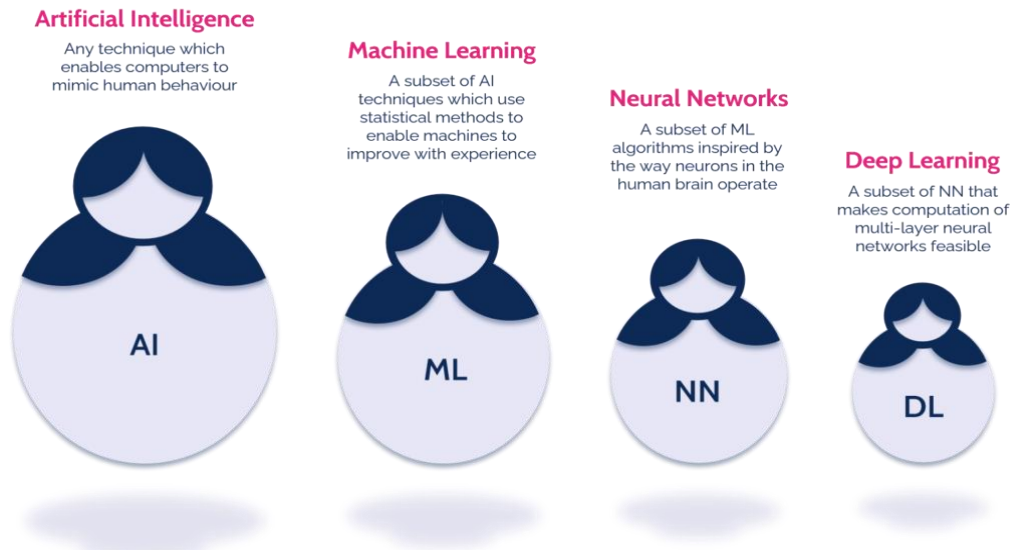 Artificial Intelligence
Any technique which
enables computers to
mimic human behaviour
AI
Machine Learning
A subset of AI
techniques which use
statistical methods to
enable machines to
improve with experience
ML
Neural Networks
A subset of ML
algorithms inspired by
the way neurons in the
human brain operate
NN
Deep Learning
A subset of NN that
makes computation of
multi-layer neural
networks feasible
DL